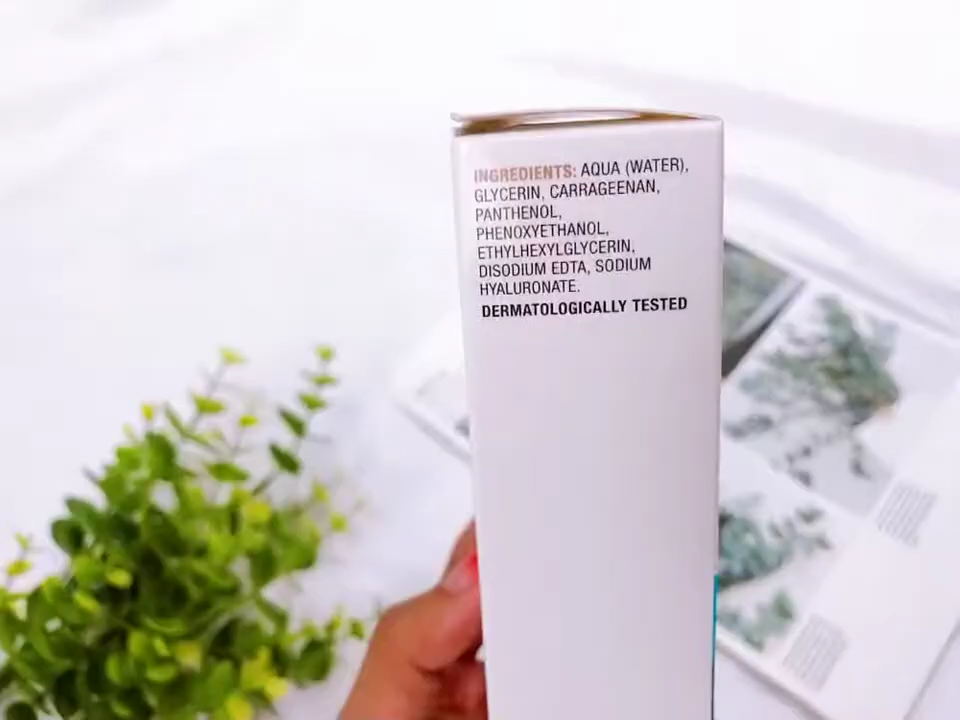 INGREDIENTS: AQUA (WATER),
GLYCERIN, CARRAGEENAN,
PANTHENOL,
PHENOXYETHANOL,
ETHYLHEXYLGLYCERIN,
DISODIUM EDTA, SODIUM
HYALURONATE.
DERMATOLOGICALLY TESTED